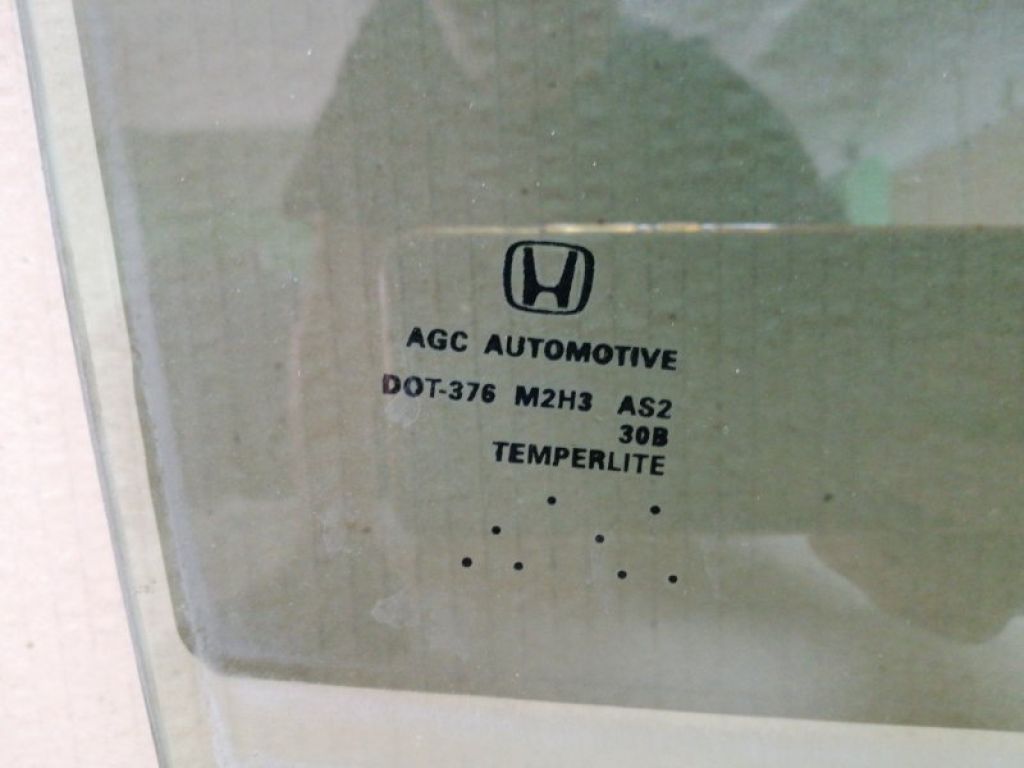 AGC AUTOMOTIVE
DOT-376 M2H3 AS2
30B
TEMPERLITE